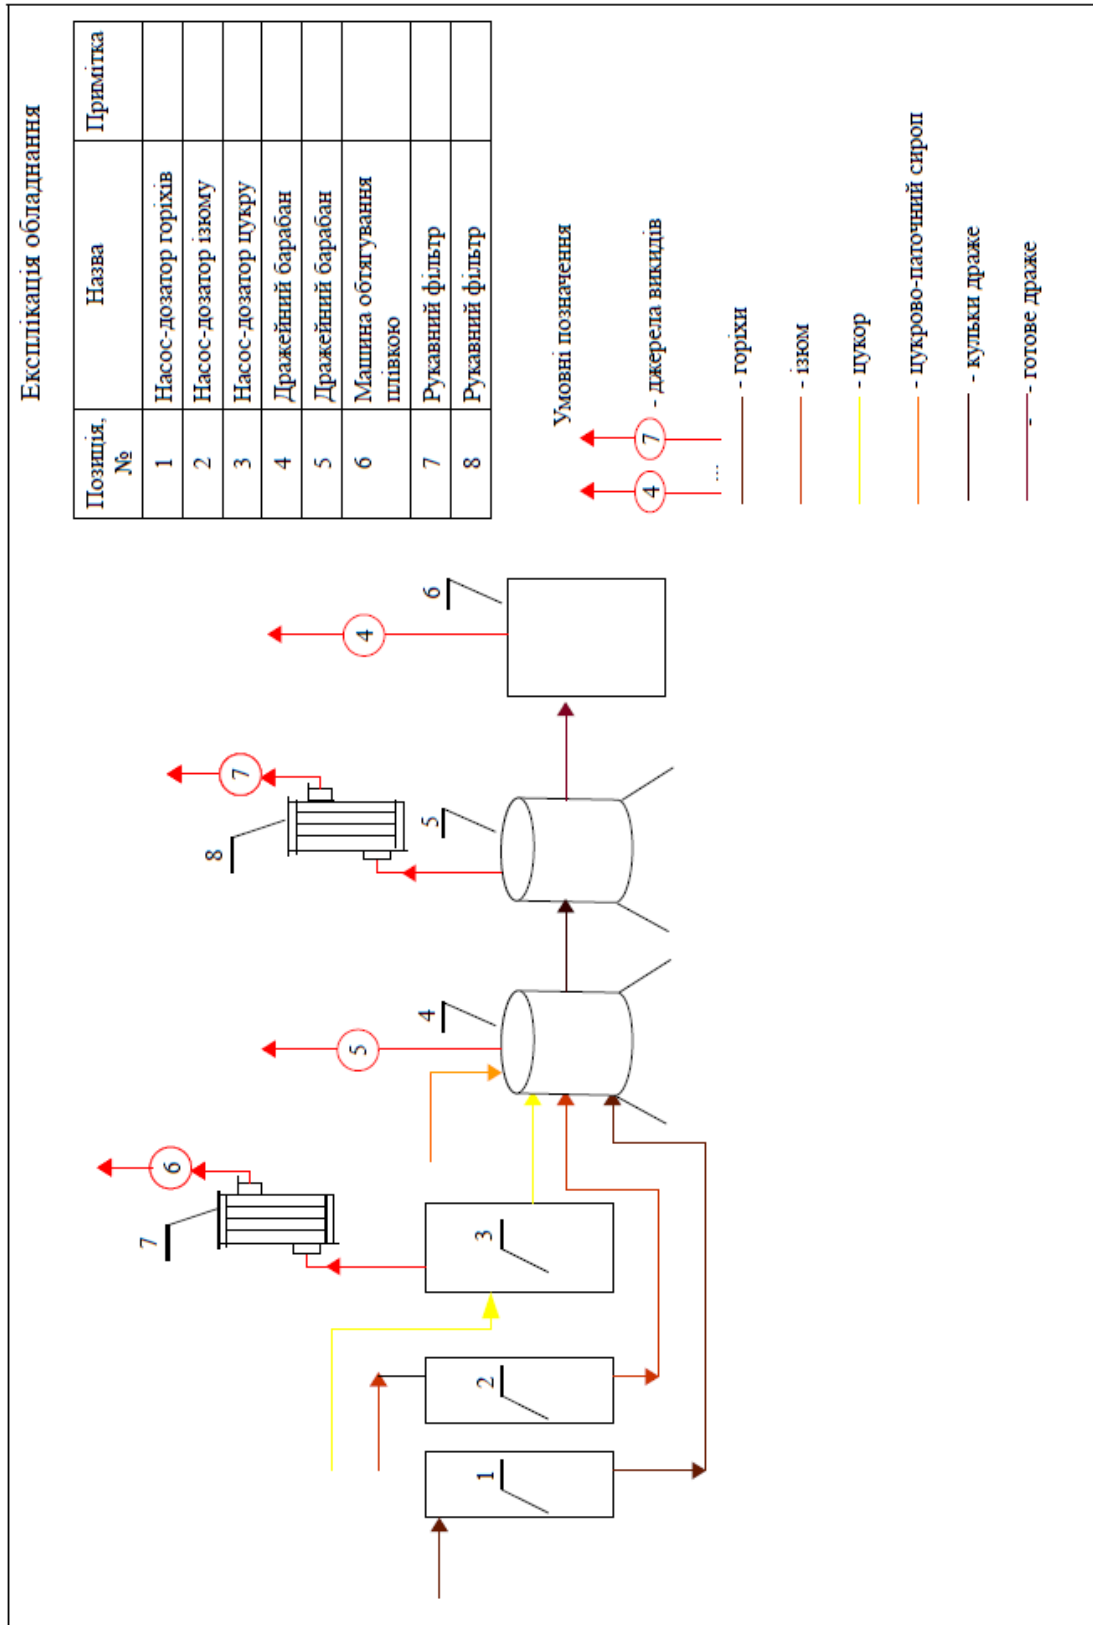 Експлікація обладнання
Позиція, №
Назва
Примітка
1
Насос-дозатор горіхів
2
Насос-дозатор ізюму
3
Насос-дозатор цукру
4
Дражейний барабан
5
Дражейний барабан
6
Машина обтягування
плівкою
7
Рукавний фільтр
8
Рукавний фільтр
Умовні позначення
4
...
7
- джерела викидів
- горіхи
- ізюм
- цукор
- цукрово-паточний сироп
- кульки драже
- готове драже
6
7
5
4
7
8
4
5
6
1
2
3